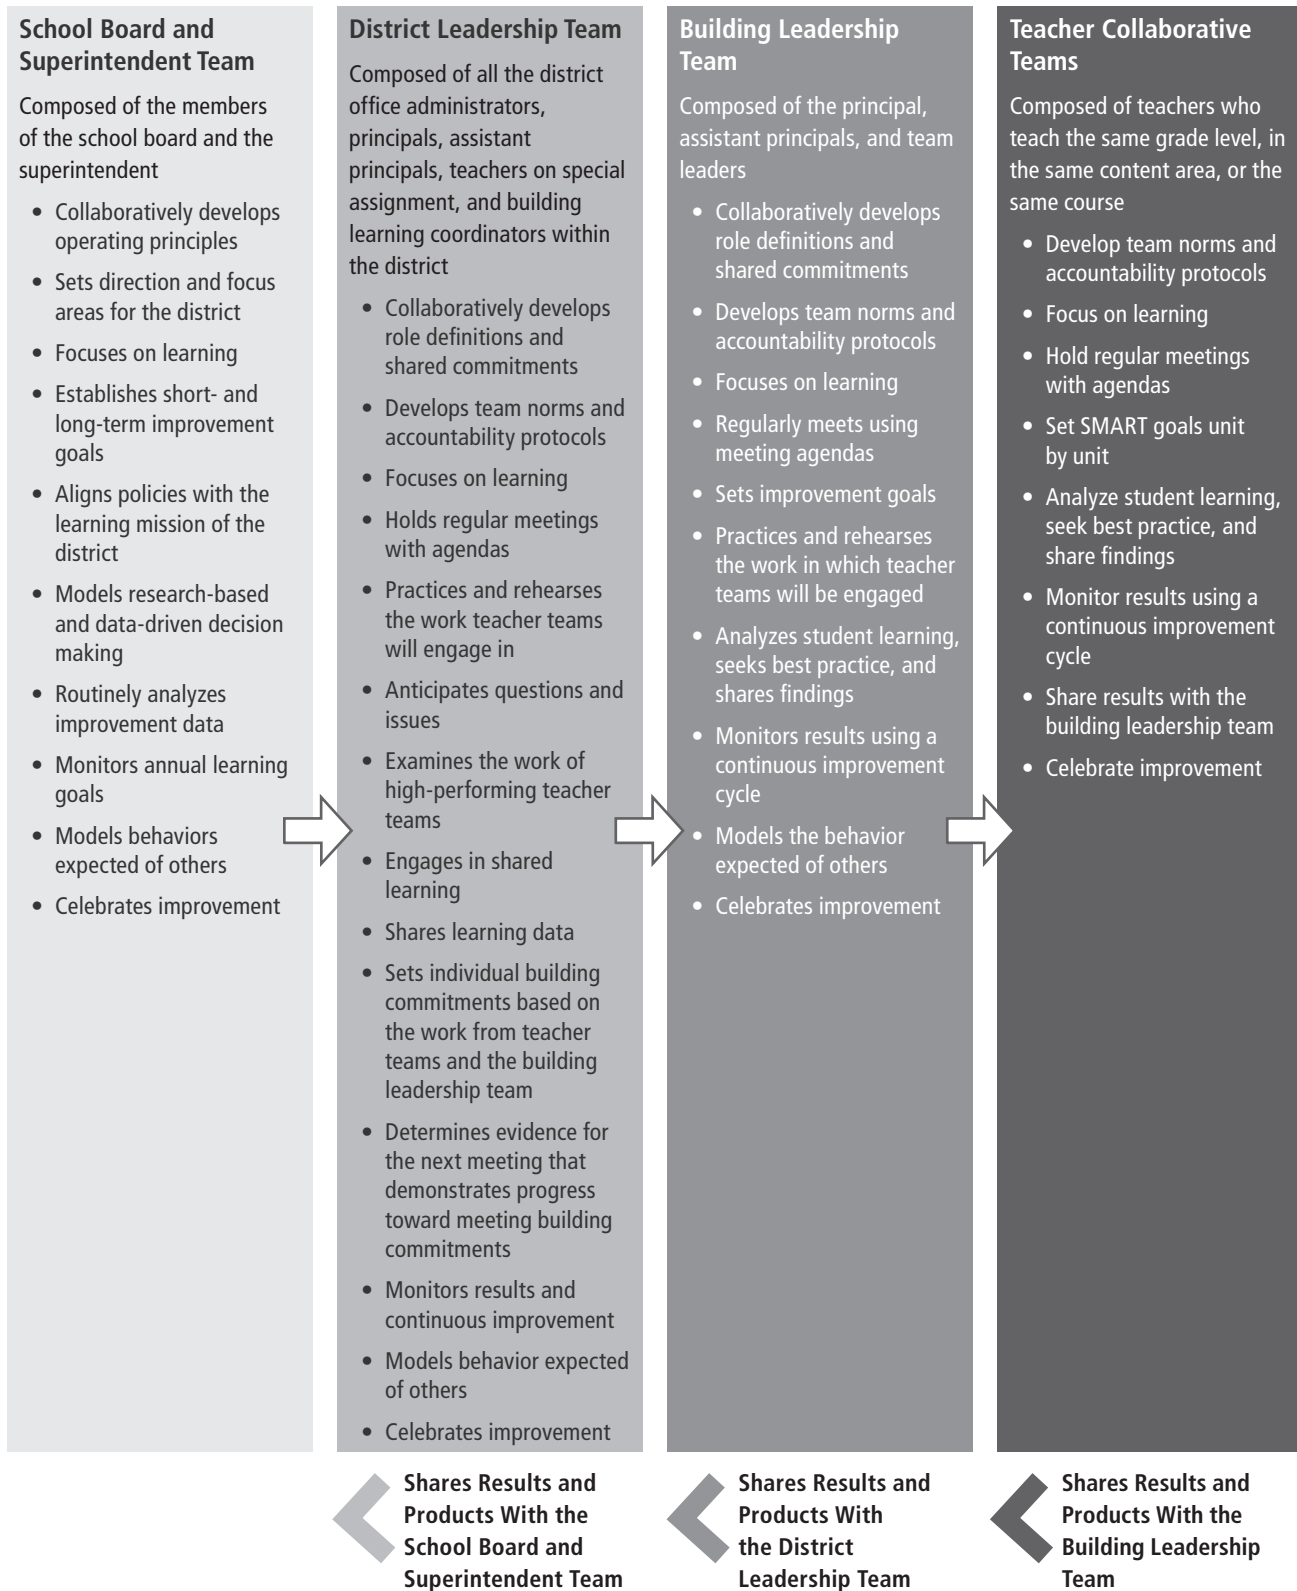 School Board and
Superintendent Team
Composed of the members
of the school board and the
superintendent
• Collaboratively develops
operating principles
• Sets direction and focus
areas for the district
• Focuses on learning
• Establishes short- and
long-term improvement
goals
• Aligns policies with the
learning mission of the
district
• Models research-based
and data-driven decision
making
• Routinely analyzes
improvement data
• Monitors annual learning
goals
• Models behaviors
expected of others
• Celebrates improvement
District Leadership Team
Composed of all the district
office administrators,
principals, assistant
principals, teachers on special
assignment, and building
learning coordinators within
the district
• Collaboratively develops
role definitions and
shared commitments
• Develops team norms and
accountability protocols
• Focuses on learning
• Holds regular meetings
with agendas
• Practices and rehearses
the work teacher teams
will engage in
• Anticipates questions and
issues
• Examines the work of
high-performing teacher
teams
• Engages in shared
learning
• Shares learning data
• Sets individual building
commitments based on
the work from teacher
teams and the building
leadership team
• Determines evidence for
the next meeting that
demonstrates progress
toward meeting building
commitments
• Monitors results and
continuous improvement
• Models behavior expected
of others
• Celebrates improvement
Building Leadership
Team
Composed of the principal,
assistant principals, and team
leaders
• Collaboratively develops
role definitions and
shared commitments
• Develops team norms and
accountability protocols
• Focuses on learning
• Regularly meets using
meeting agendas
• Sets improvement goals
• Practices and rehearses
the work in which teacher
teams will be engaged
• Analyzes student learning,
seeks best practice, and
shares findings
• Monitors results using a
continuous improvement
cycle
• Models the behavior
expected of others
• Celebrates improvement
Teacher Collaborative
Teams
Composed of teachers who
teach the same grade level, in
the same content area, or the
same course
• Develop team norms and
accountability protocols
• Focus on learning
• Hold regular meetings
with agendas
• Set SMART goals unit
by unit
• Analyze student learning,
seek best practice, and
share findings
• Monitor results using a
continuous improvement
cycle
• Share results with the
building leadership team
• Celebrate improvement
Shares Results and
Products With the
School Board and
Superintendent Team
Shares Results and
Products With
the District
Leadership Team
Shares Results and
Products With the
Building Leadership
Team